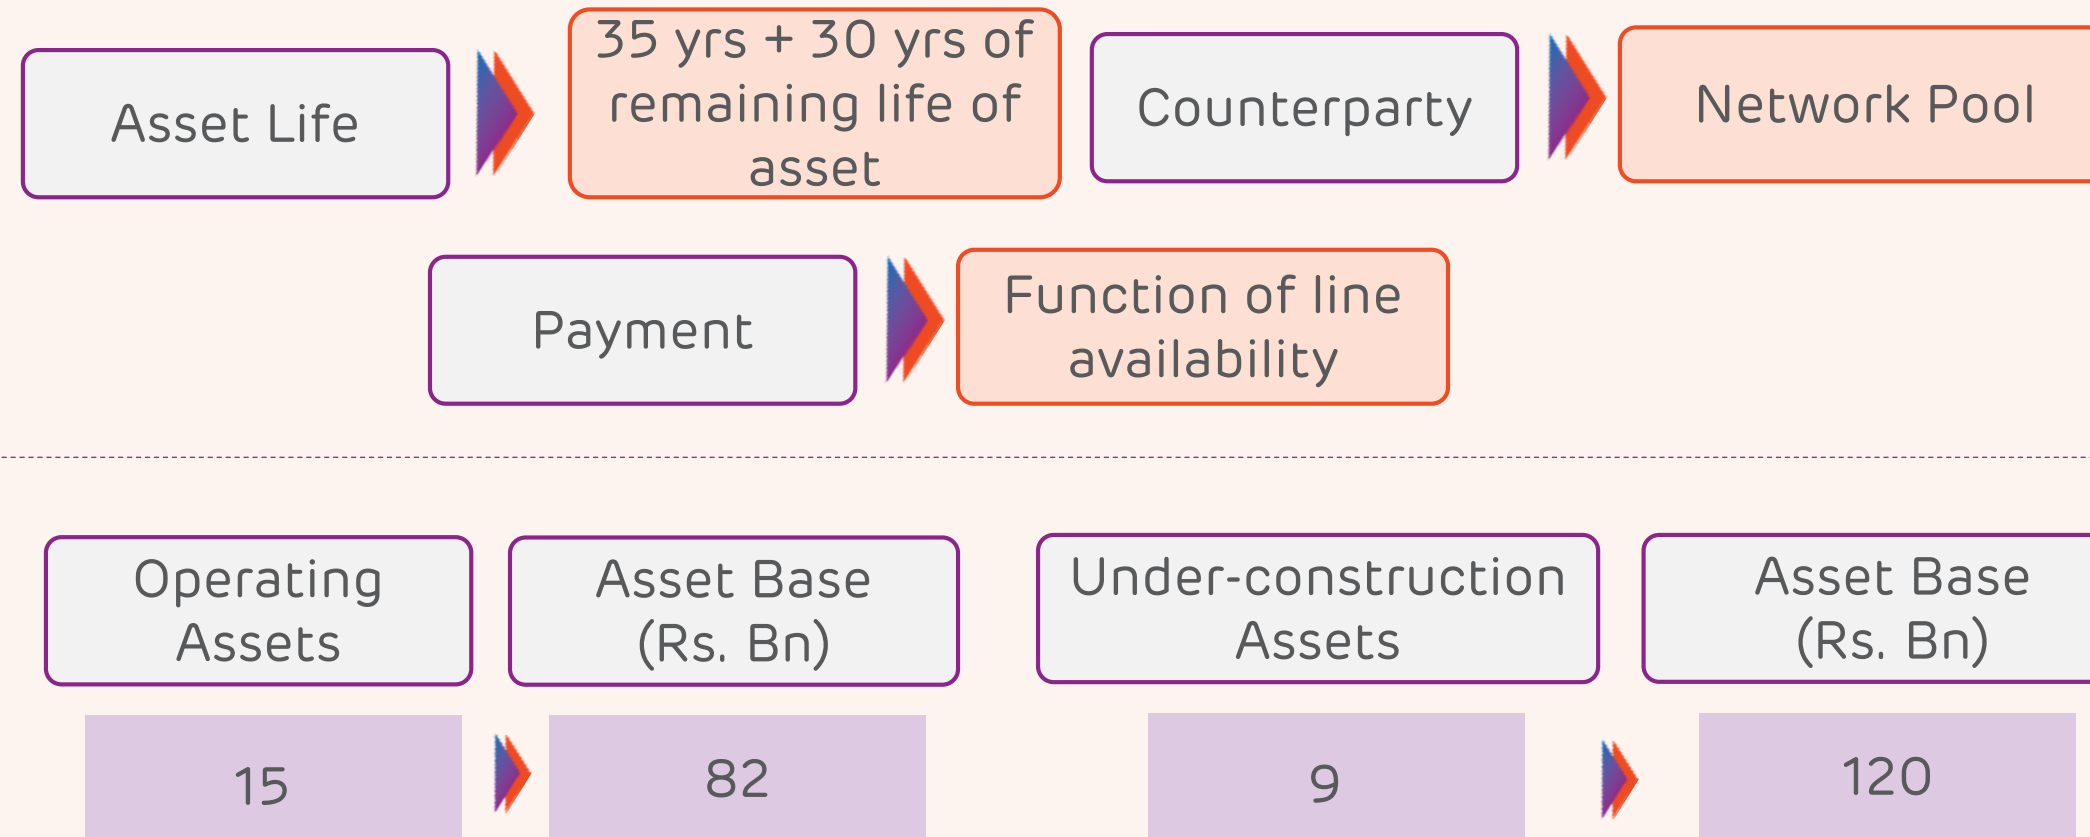 Asset Life
35 yrs + 30 yrs of
remaining life of
asset
Counterparty
Network Pool
Payment
Function of line
availability
Operating
Assets
Asset Base
(Rs. Bn)
Under-construction
Assets
Asset Base
(Rs. Bn)
15
82
9
120